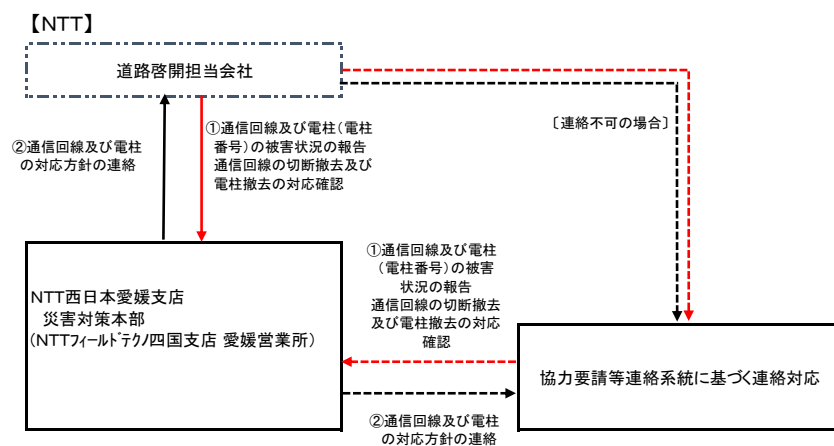 【NTT】
道路啓開担当会社
①通信回線及び電柱(電柱
番号)の被害状況の報告
通信回線の切断撤去及び
電柱撤去の対応確認
②通信回線及び電柱
の対応方針の連絡
〔連絡不可の場合〕
NTT西日本愛媛支店
災害対策本部
(NTTフィールドテクノ四国支店 愛媛営業所)
①通信回線及び電柱
(電柱番号)の被害
状況の報告
通信回線の切断撤去
及び電柱撤去の対応
確認
協力要請等連絡系統に基づく連絡対応
②通信回線及び電柱
の対応方針の連絡